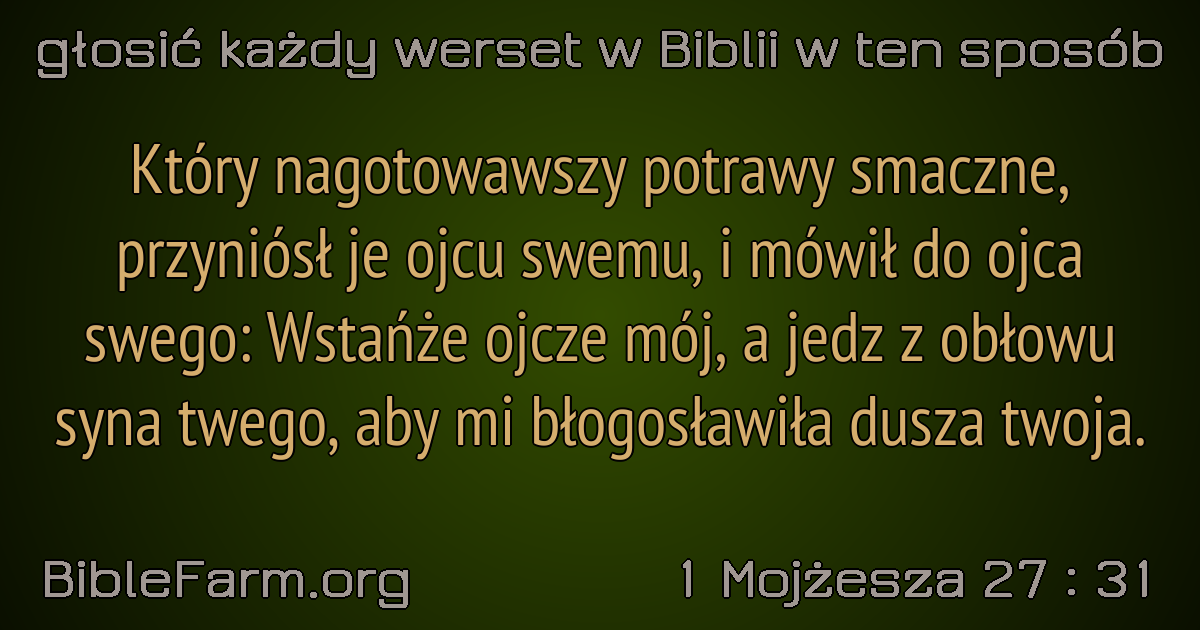 głosić każdy werset w Biblii w ten sposób
Który nagotowawszy potrawy smaczne,
przyniósł je ojcu swemu, i mówił do ojca
swego: Wstańże ojcze mój, a jedz z obłowu
syna twego, aby mi błogosławiła dusza twoja.
BibleFarm.org
1 Mojżesza 27 : 31